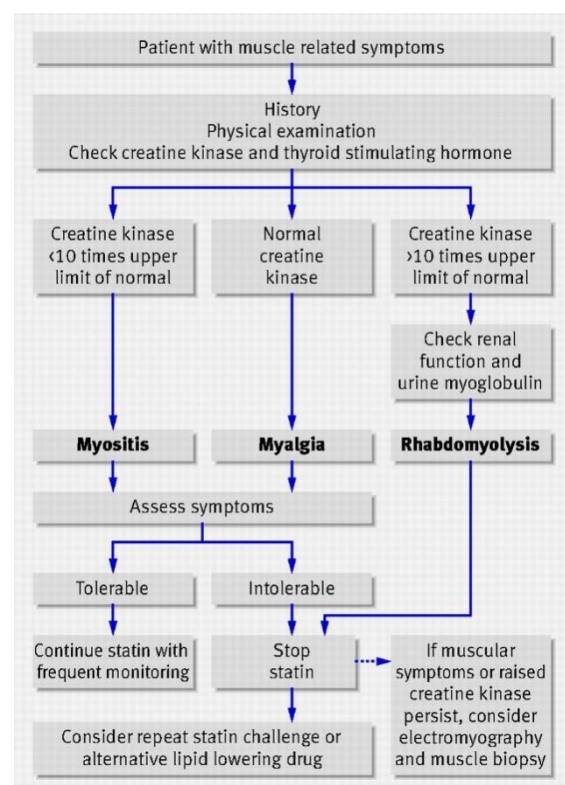 Patient with muscle related symptoms
History
Physical examination
Check creatine kinase and thyroid stimulating hormone
Creatine kinase
<10 times upper
limit of normal
Normal
creatine
kinase
Creatine kinase
>10 times upper
limit of normal
Check renal
function and
urine myoglobulin
Myositis
Myalgia
Rhabdomyolysis
Assess symptoms
Tolerable
Intolerable
Continue statin with
frequent monitoring
Stop
statin
If muscular
symptoms or raised
creatine kinase
persist, consider
electromyography
and muscle biopsy
Consider repeat statin challenge or
alternative lipid lowering drug